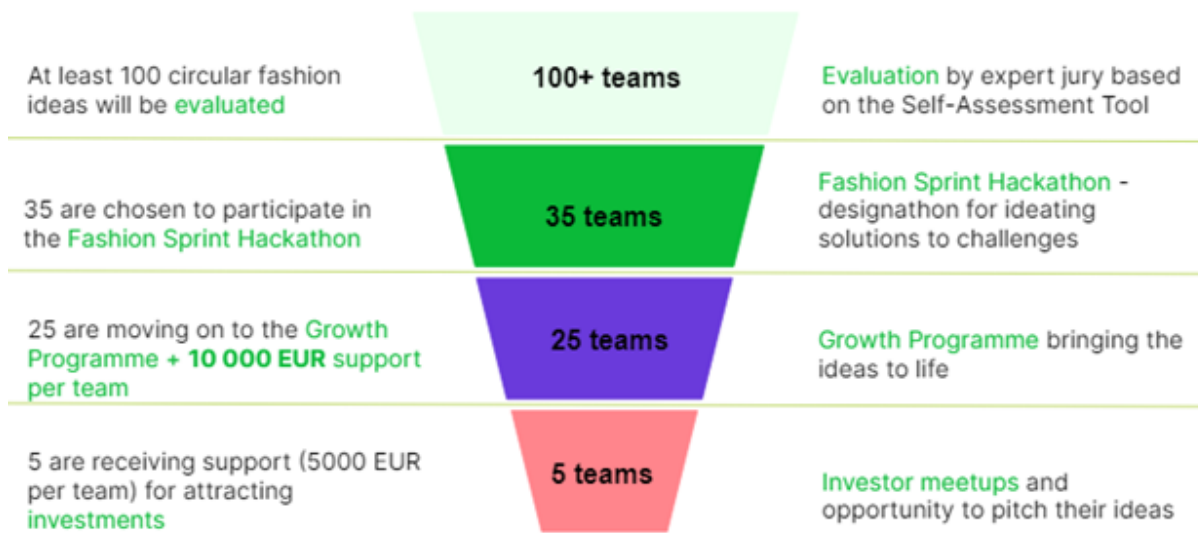 At least 100 circular fashion
ideas will be evaluated
100+ teams
Evaluation by expert jury based
on the Self-Assessment Tool
35 are chosen to participate in
the Fashion Sprint Hackathon
35 teams
Fashion Sprint Hackathon -
designathon for ideating
solutions to challenges
25 are moving on to the Growth
Programme + 10 000 EUR support
per team
25 teams
Growth Programme bringing the
ideas to life
5 are receiving support (5000 EUR
per team) for attracting
investments
5 teams
Investor meetups and
opportunity to pitch their ideas